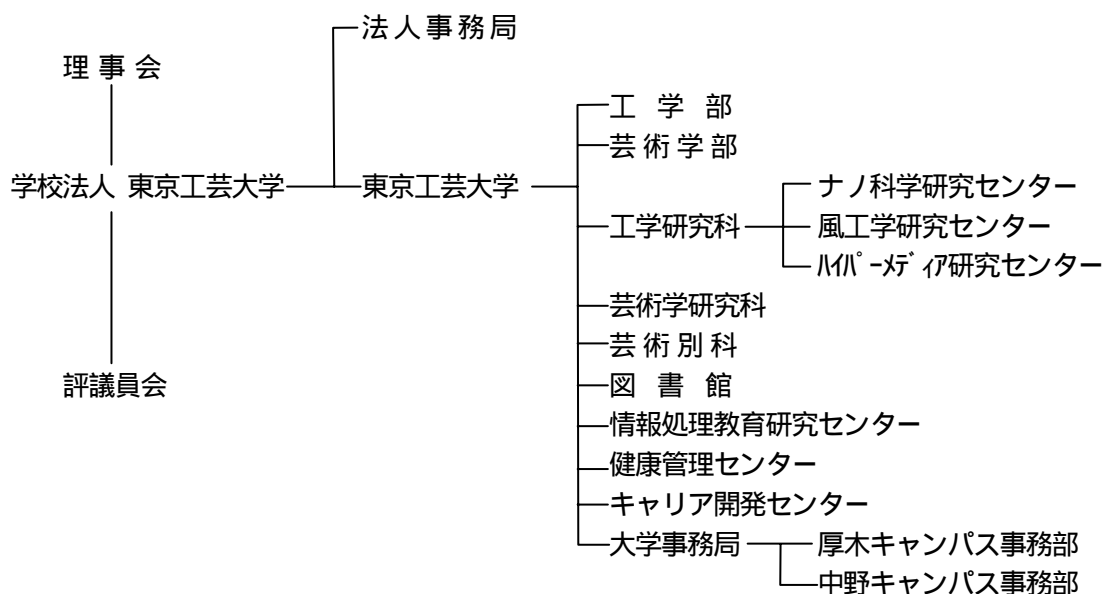 法人事務局
理事会
工学部
芸術学部
学校法人 東京工芸大学
東京工芸大学
ナノ科学研究センター
工学研究科
風工学研究センター
ﾊｲﾊﾟｰﾒﾃﾞｨｱ研究センター
芸術学研究科
芸術別科
評議員会
図書館
情報処理教育研究センター
健康管理センター
キャリア開発センター
大学事務局
厚木キャンパス事務部
中野キャンパス事務部